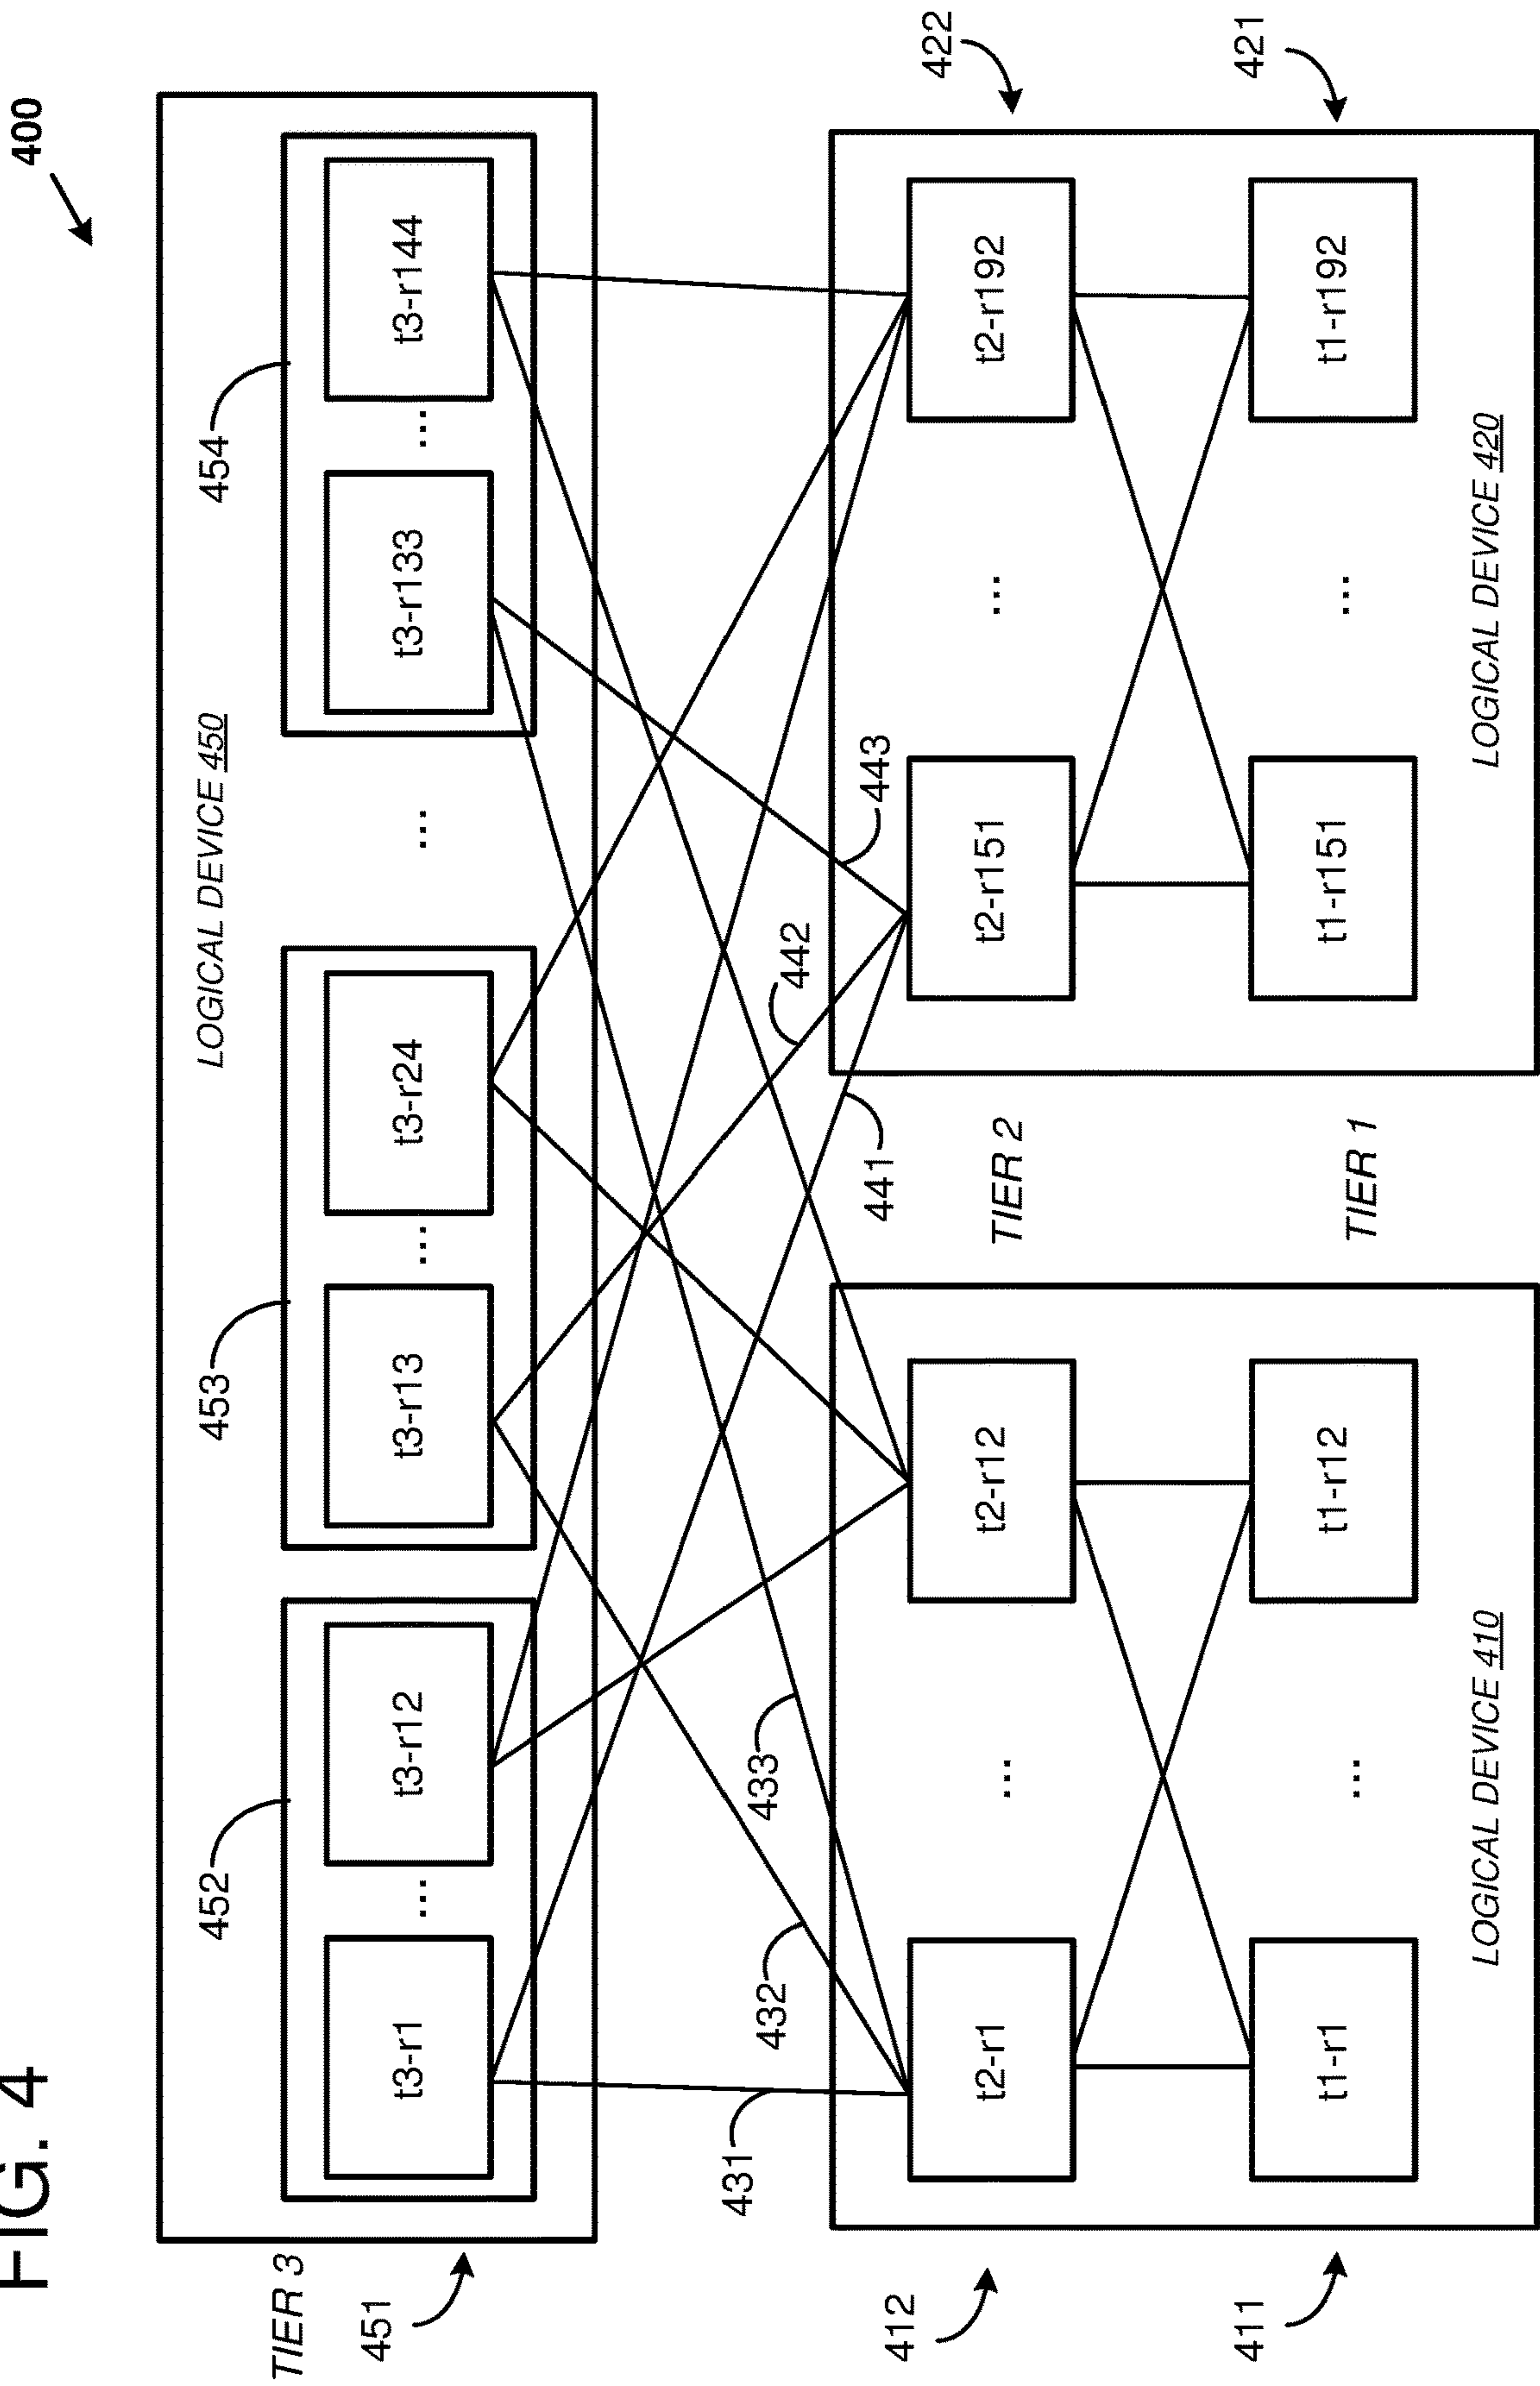 FIG. 4
400
TIER 3
LOGICAL DEVICE 450
452
453
454
451
t3-r1
...
t3-r12
t3-r13
...
t3-r24
...
t3-r133
...
t3-r144
431
432
433
441
442
443
412
t2-r1
...
t2-r12
TIER 2
t2-r151
...
t2-r192
422
411
t1-r1
...
t1-r12
TIER 1
t1-r151
...
t1-r192
421
LOGICAL DEVICE 410
LOGICAL DEVICE 420